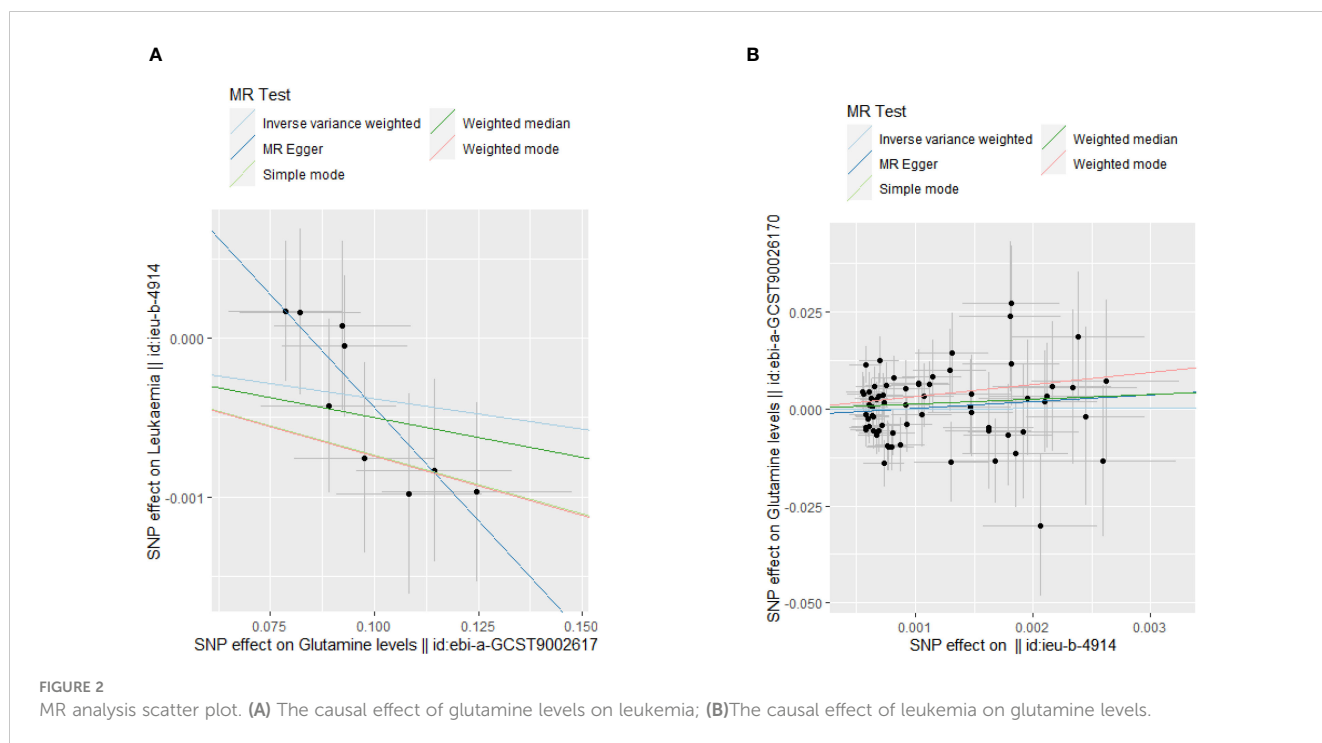 A
MR Test
Inverse variance weighted
Weighted median
MR Egger
Weighted mode
Simple mode
SNP effect on Leukaemia || id:ieu-b-4914
0.000
-0.001
0.075
0.100
0.125
0.150
SNP effect on Glutamine levels || id:ebi-a-GCST9002617
B
MR Test
Inverse variance weighted
Weighted median
MR Egger
Weighted mode
Simple mode
SNP effect on Glutamine levels || id:ebi-a-GCST90026170
0.025
0.000
-0.025
-0.050
0.001
0.002
0.003
SNP effect on || id:ieu-b-4914
FIGURE 2
MR analysis scatter plot. (A) The causal effect of glutamine levels on leukemia; (B)The causal effect of leukemia on glutamine levels.